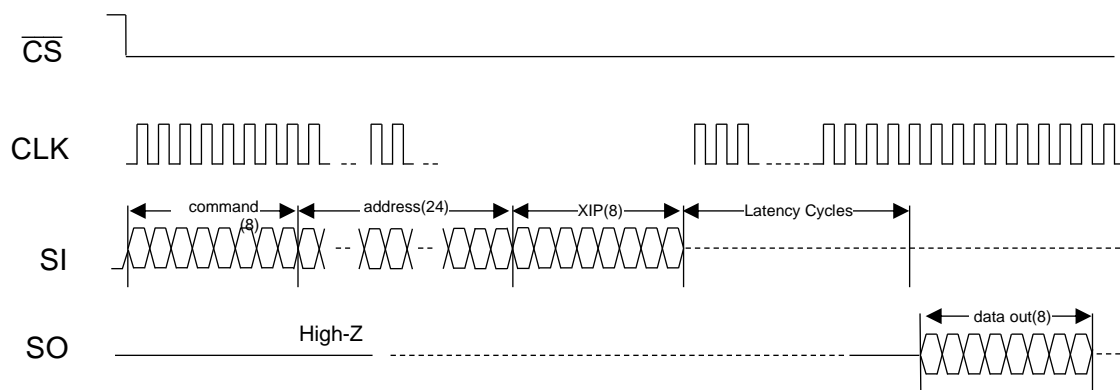 CS
CLK
command
(8)
address(24)
XIP(8)
Latency Cycles
SI
High-Z
data out(8)
SO